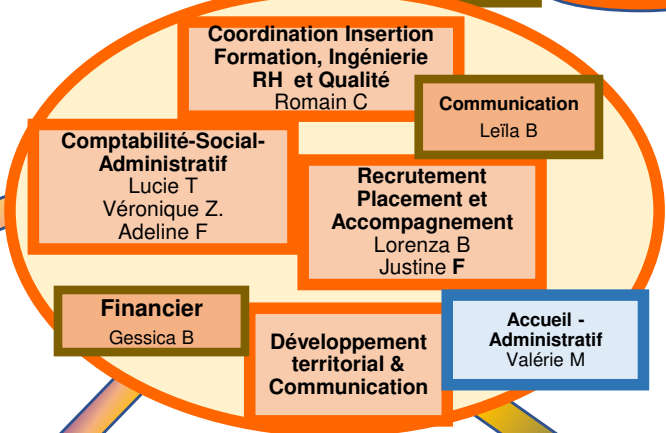 Coordination Insertion
Formation, Ingénierie
RH et Qualité
Romain C
Communication
Leïla B
Comptabilité-Social-
Administratif
Lucie T
Véronique Z.
Adeline F
Recrutement
Placement et
Accompagnement
Lorenza B
Justine F
Financier
Gessica B
Développement
territorial &
Communication
Accueil -
Administratif
Valérie M